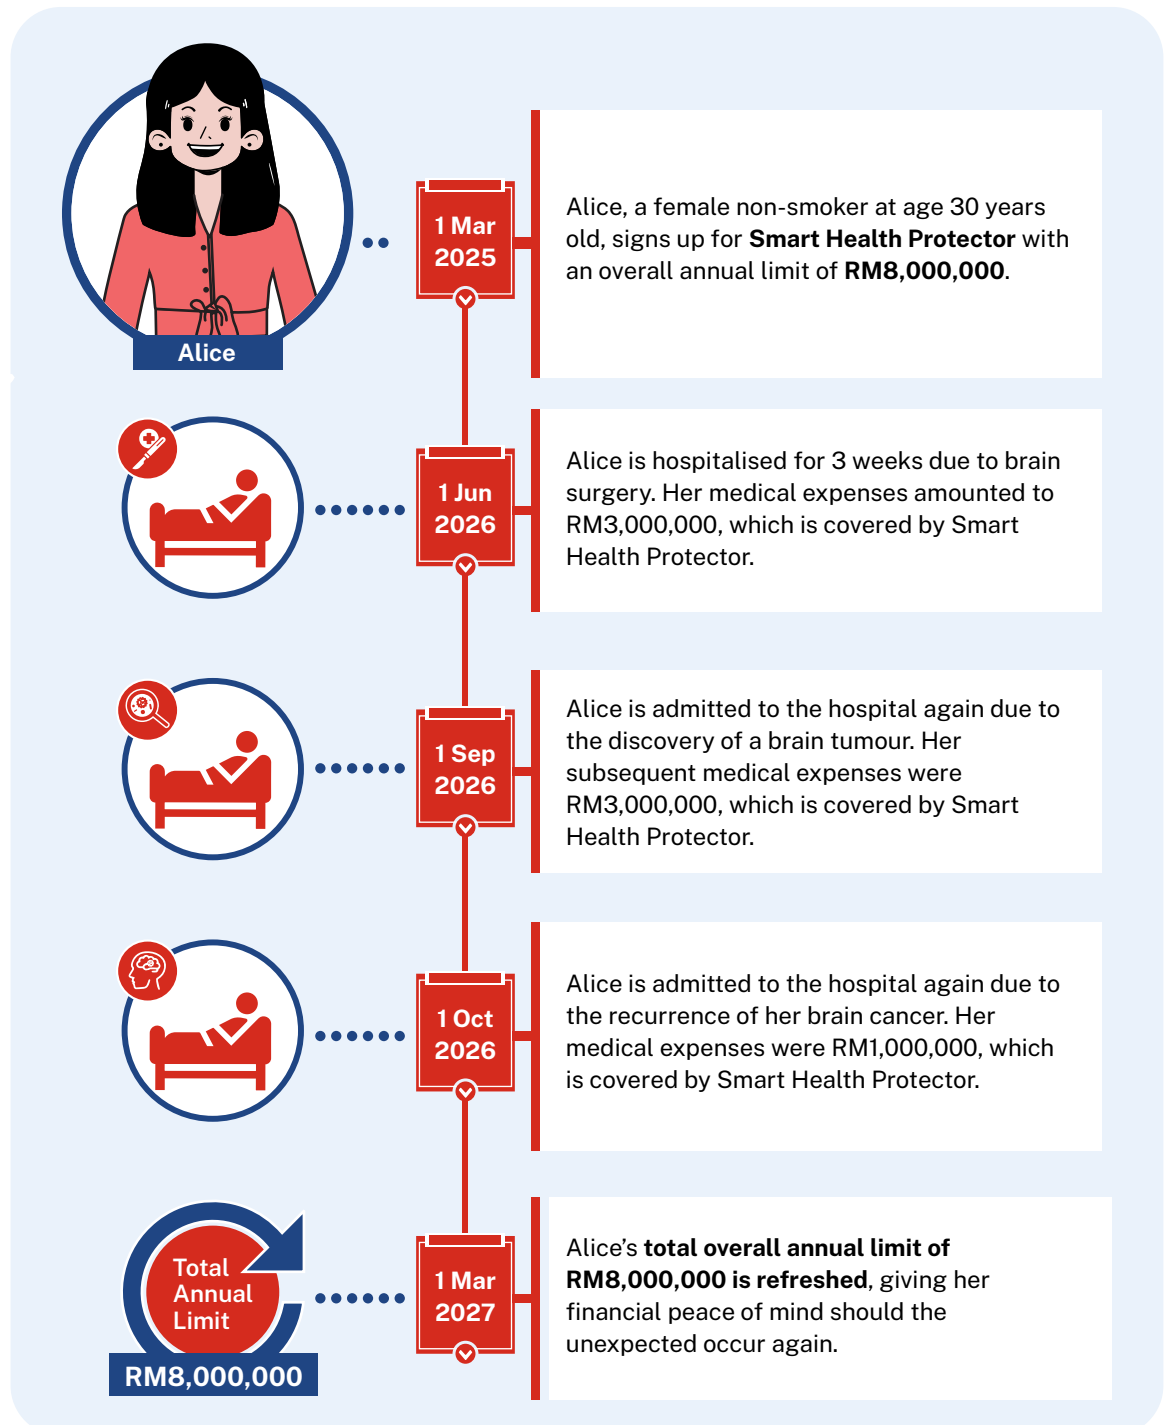 Alice
1 Mar
2025
Alice, a female non-smoker at age 30 years
old, signs up for Smart Health Protector with
an overall annual limit of RM8,000,000.
1 Jun
2026
Alice is hospitalised for 3 weeks due to brain
surgery. Her medical expenses amounted to
RM3,000,000, which is covered by Smart
Health Protector.
1 Sep
2026
Alice is admitted to the hospital again due to
the discovery of a brain tumour. Her
subsequent medical expenses were
RM3,000,000, which is covered by Smart
Health Protector.
1 Oct
2026
Alice is admitted to the hospital again due to
the recurrence of her brain cancer. Her
medical expenses were RM1,000,000, which
is covered by Smart Health Protector.
Total
Annual
Limit
RM8,000,000
1 Mar
2027
Alice’s total overall annual limit of
RM8,000,000 is refreshed, giving her
financial peace of mind should the
unexpected occur again.